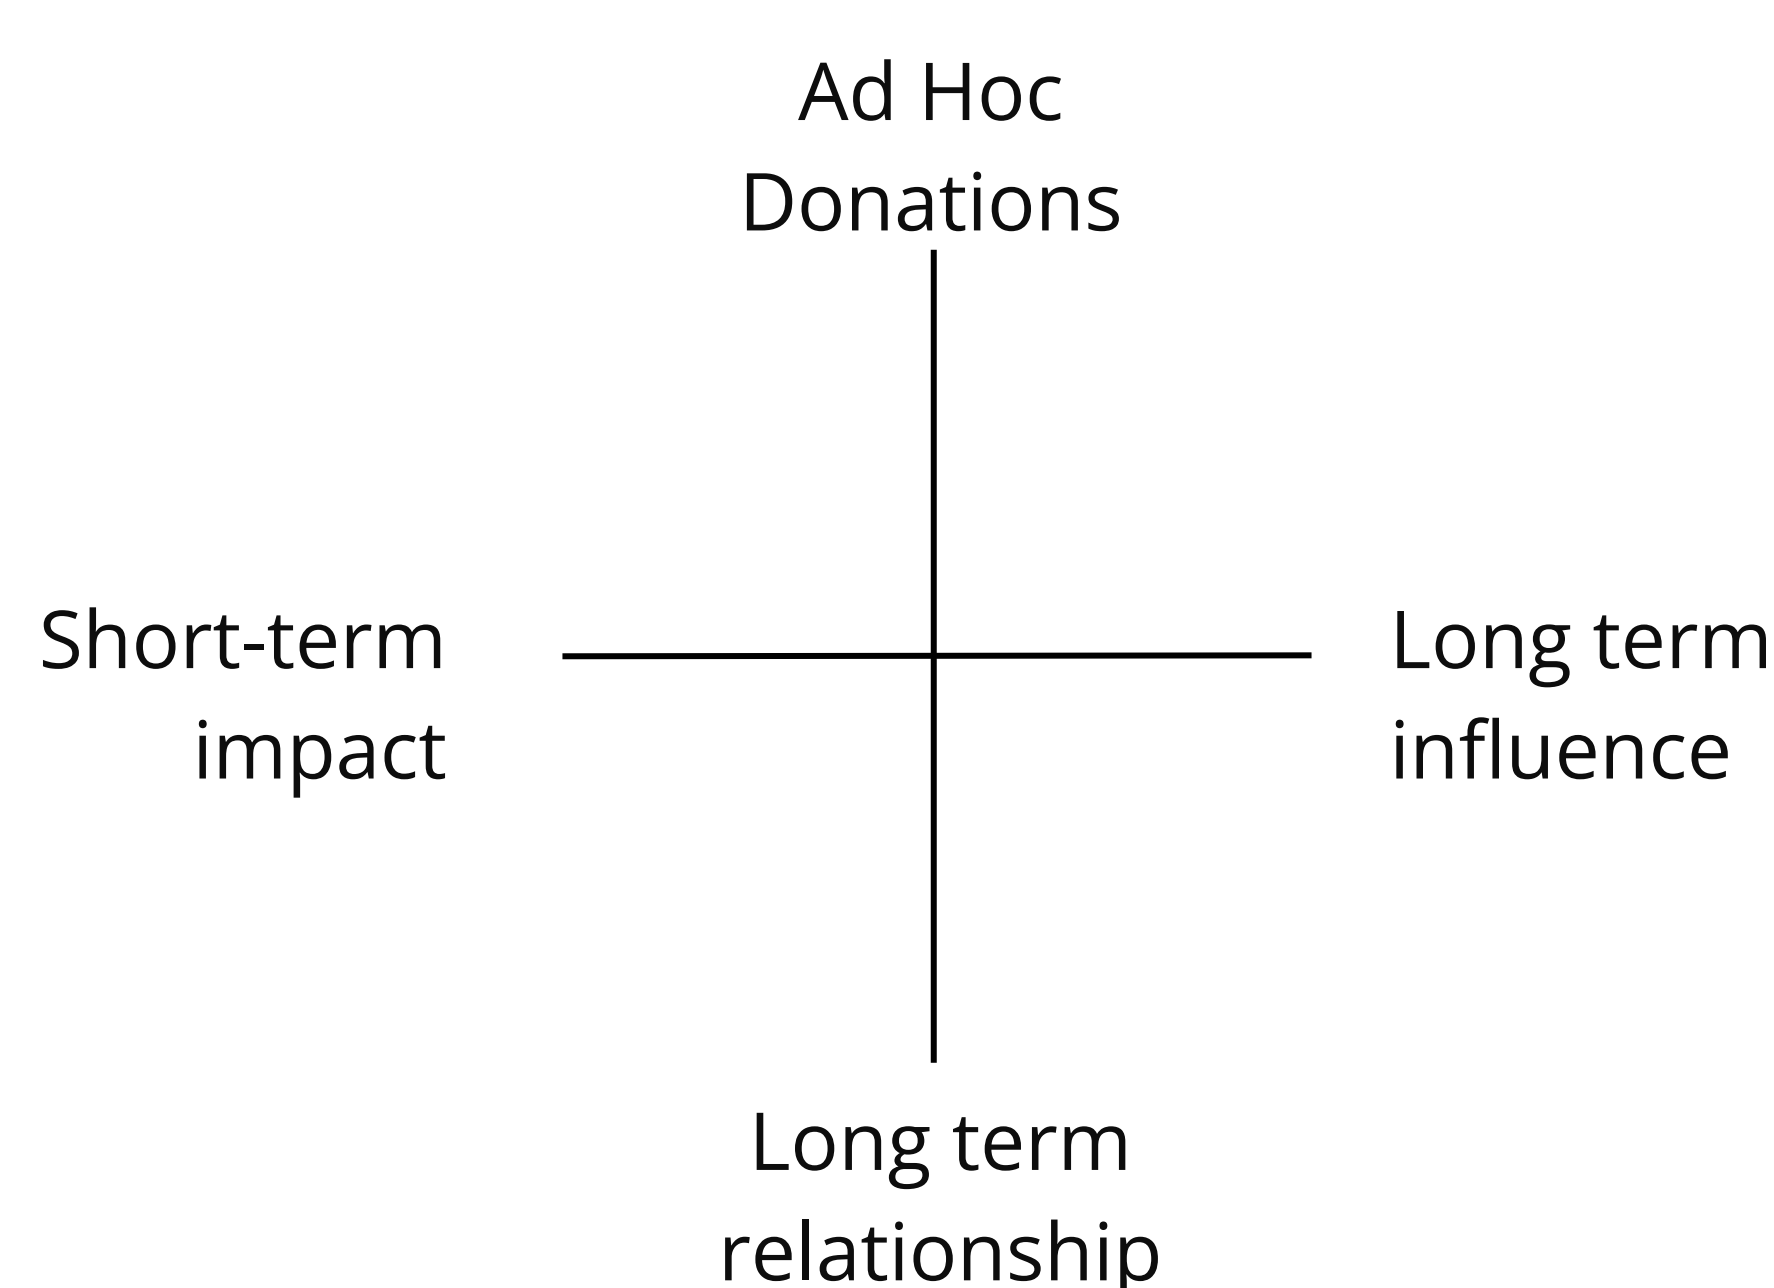 Ad Hoc
Donations
Short-term
impact
Long term
influence
Long term
relationship